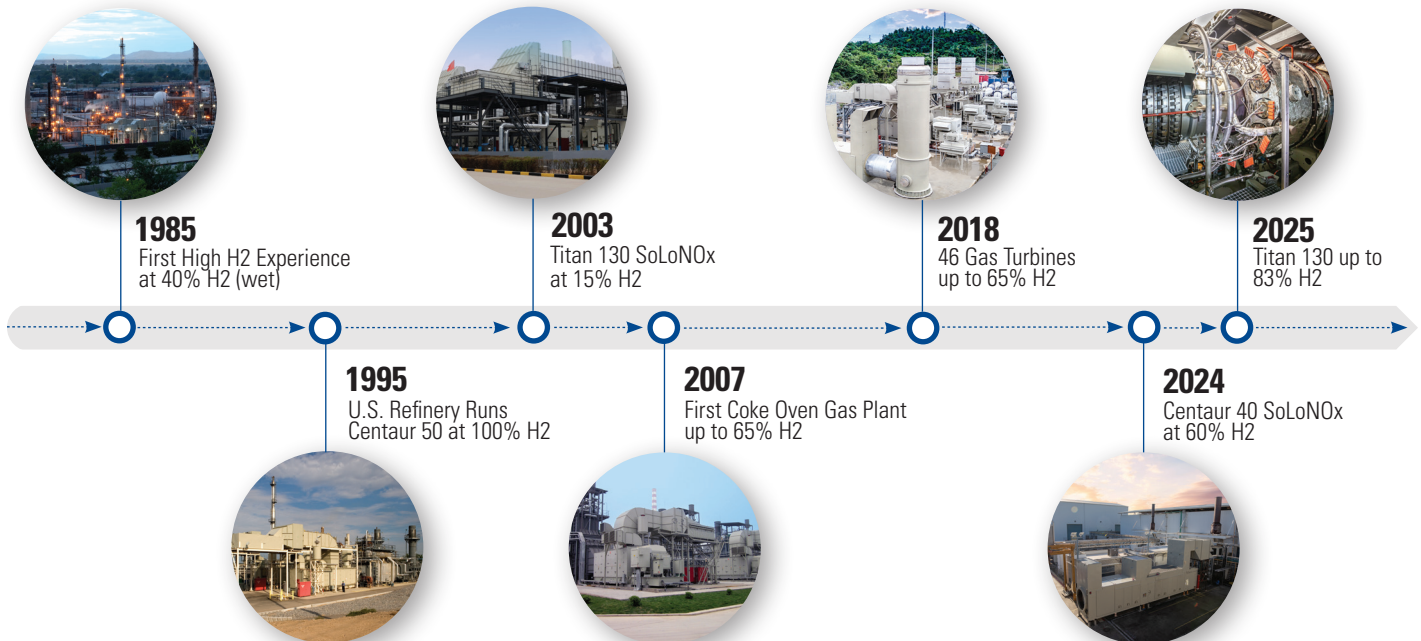 1985
First High H2 Experience
at 40% H2 (wet)
1995
U.S. Refinery Runs
Centaur 50 at 100% H2
2003
Titan 130 SoLoNOx
at 15% H2
2007
First Coke Oven Gas Plant
up to 65% H2
2018
46 Gas Turbines
up to 65% H2
2024
Centaur 40 SoLoNOx
at 60% H2
2025
Titan 130 up to
83% H2